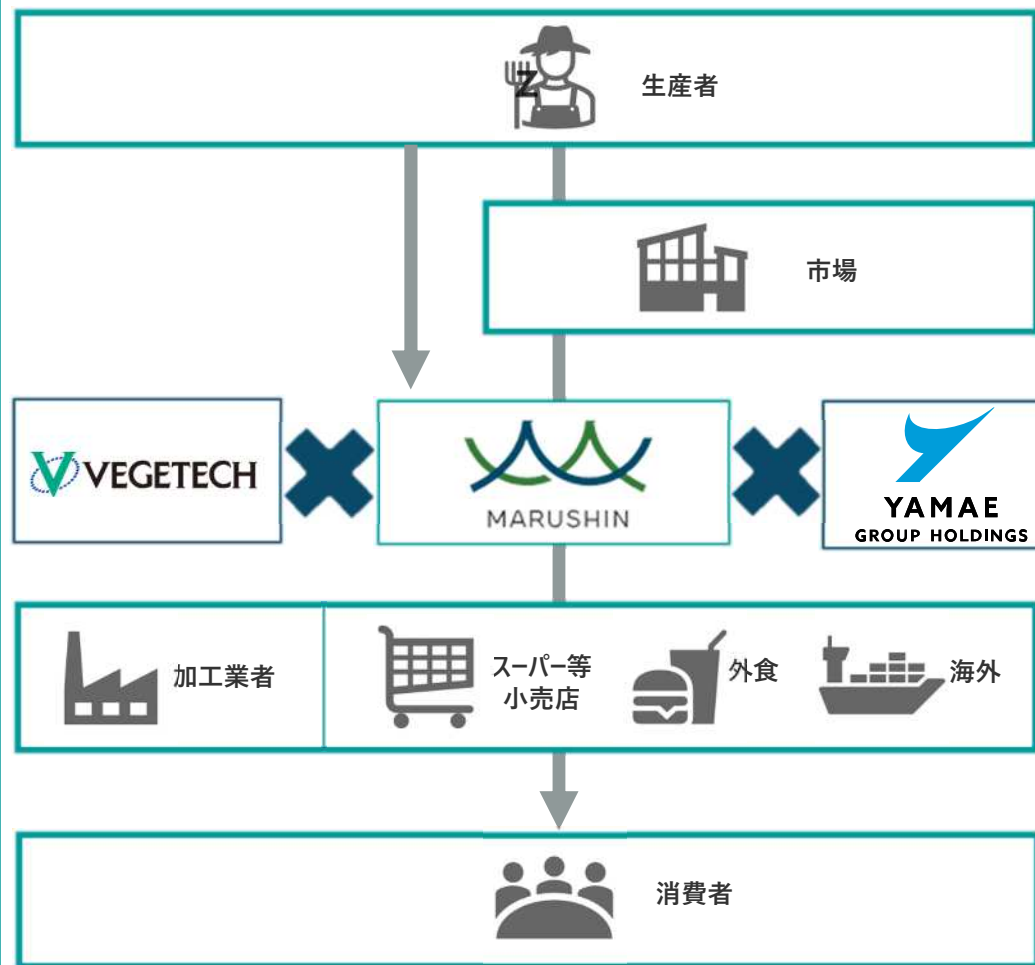 Z
生産者
市場
VEGETECH
MARUSHIN
YAMAE
GROUP HOLDINGS
加工業者
スーパー等
小売店
外食
海外
消費者